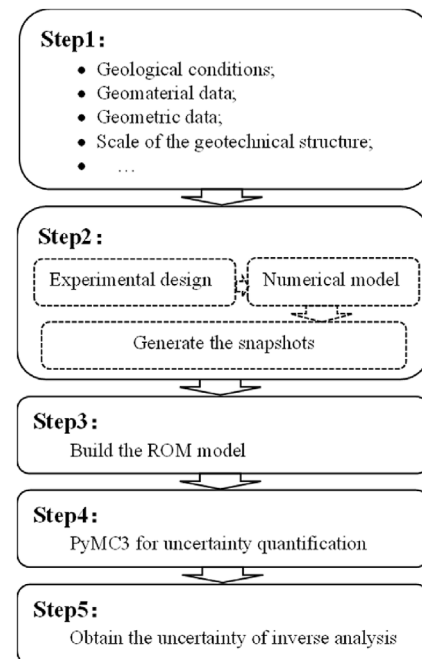 Step1:
• Geological conditions;
• Geomaterial data;
• Geometric data;
• Scale of the geotechnical structure;
• …
Step2:
Experimental design
Numerical model
Generate the snapshots
Step3:
Build the ROM model
Step4:
PyMC3 for uncertainty quantification
Step5:
Obtain the uncertainty of inverse analysis